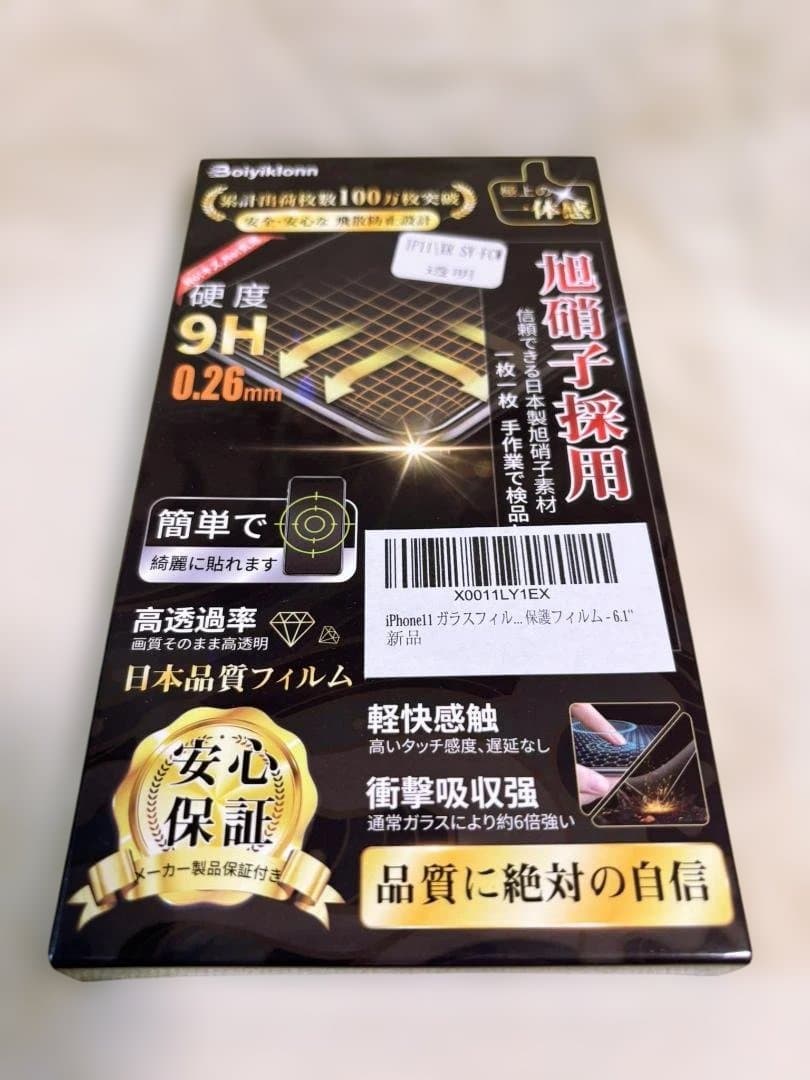 Boiyiklonn
累計出荷枚数100万枚突破
安全・安心な 飛散防止設計
極上の
一体感
IP11\XR SY-FCW
透明
硬度
9H
0.26mm
旭硝子採用
信頼できる日本製旭硝子素材
一枚一枚 手作業で検品
簡単で
綺麗に貼れます
X0011LY1EX
iPhone11 ガラスフィル... 保護フィルム - 6.1"
新品
高透過率
画質そのまま高透明
日本品質フィルム
安心
保証
メーカー製品保証付き
軽快感触
高いタッチ感度、遅延なし
衝撃吸収强
通常ガラスにより約6倍強い
品質に絶対の自信